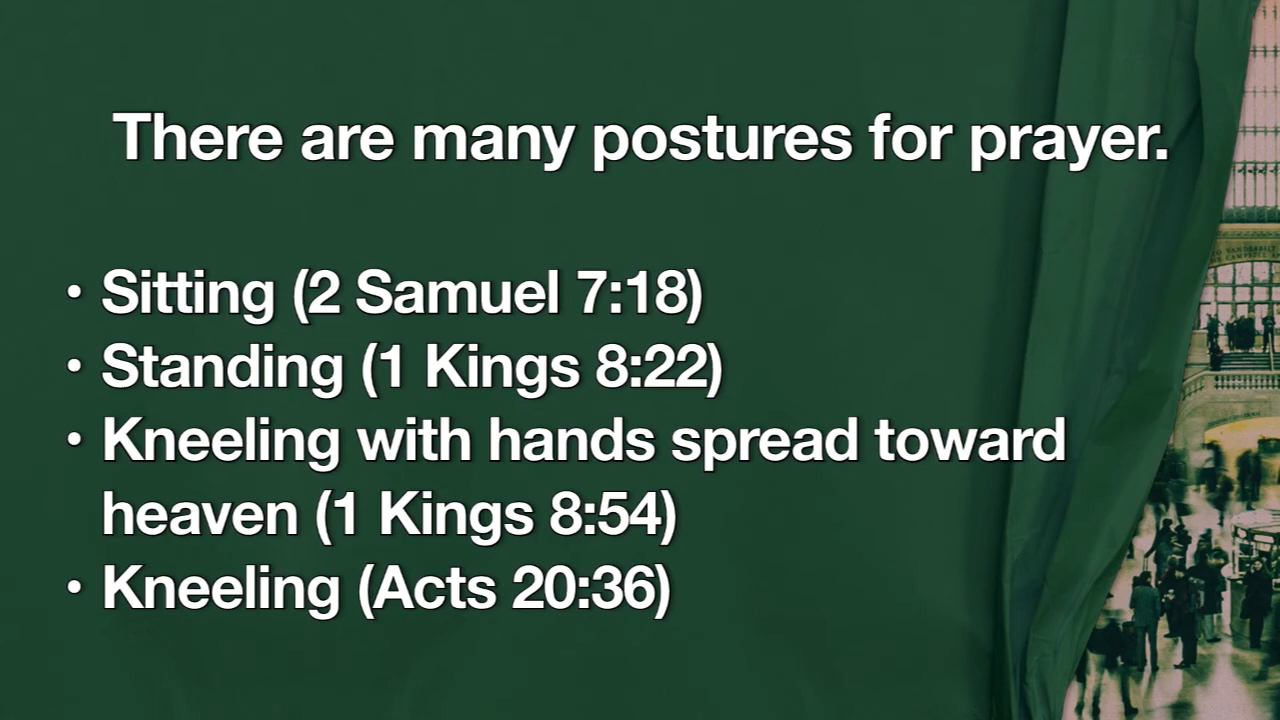 There are many postures for prayer.
• Sitting (2 Samuel 7:18)
• Standing (1 Kings 8:22)
• Kneeling with hands spread toward
heaven (1 Kings 8:54)
• Kneeling (Acts 20:36)